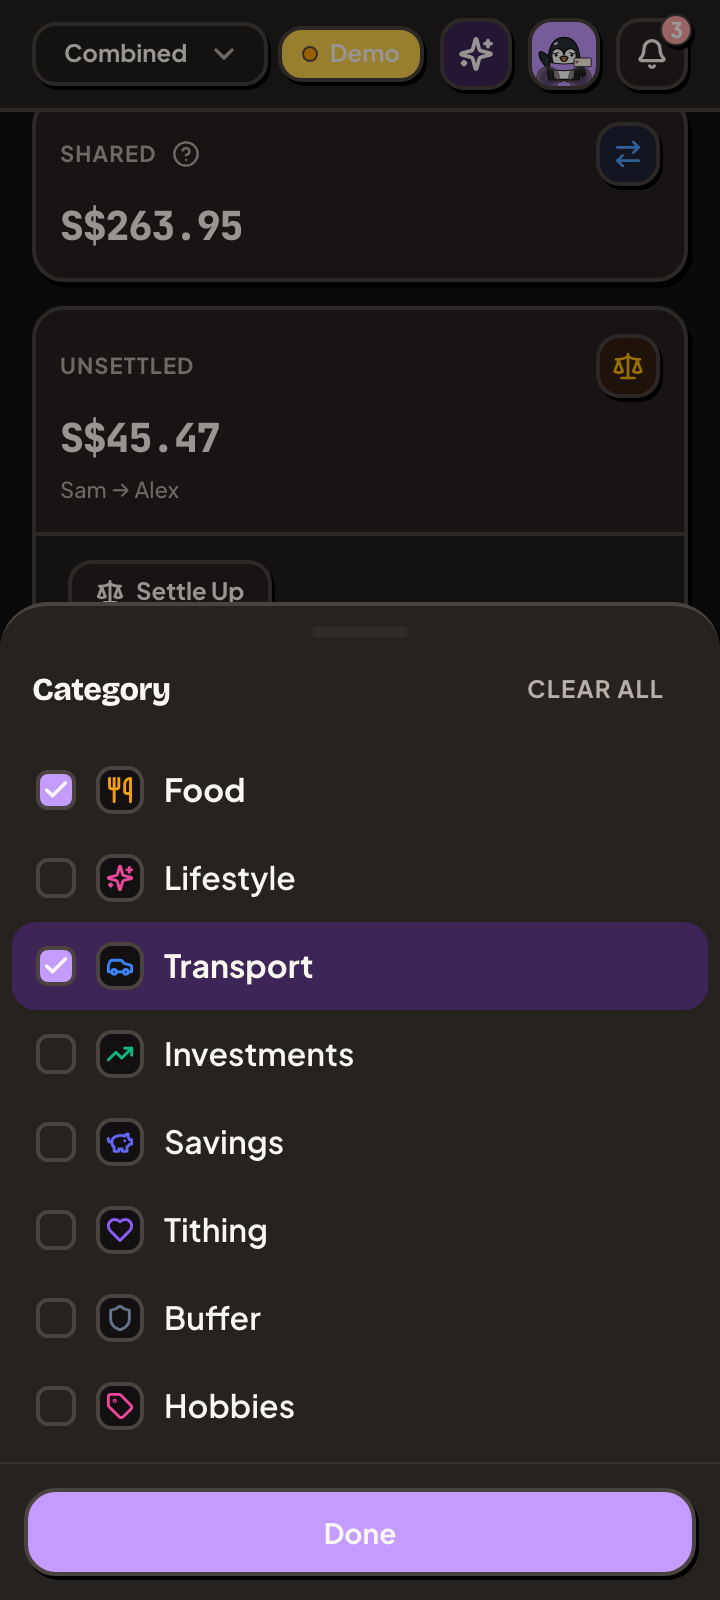 Combined
Demo
3
SHARED
S$263.95
UNSETTLED
S$45.47
Sam → Alex
Settle Up
Category
CLEAR ALL
Food
Lifestyle
Transport
Investments
Savings
Tithing
Buffer
Hobbies
Done